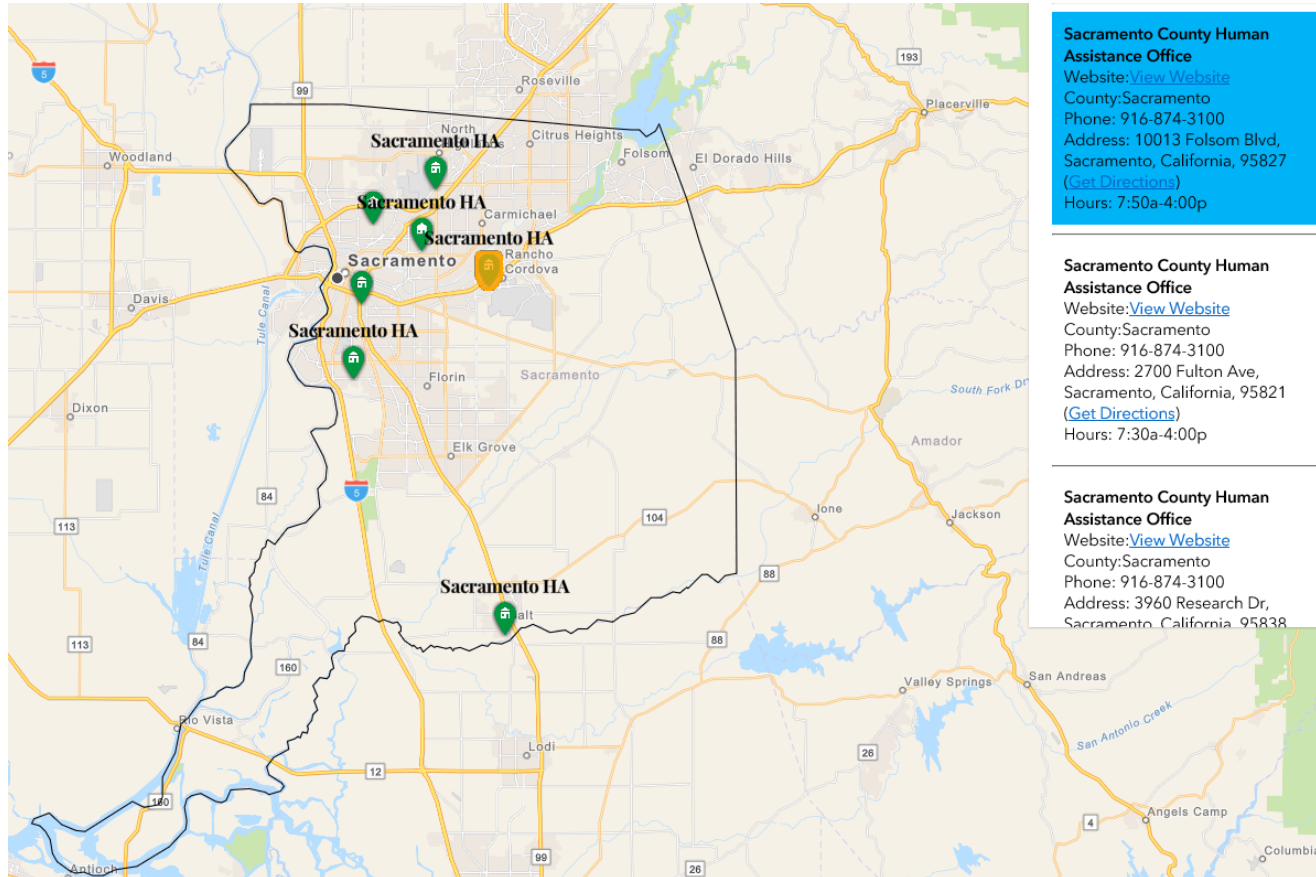 193
5
99
Roseville
Placerville
Woodland
North
Citrus Heights
Sacramento HA
Folsom
El Dorado Hills
Sacramento HA
Carmichael
Sacramento HA
Rancho
Cordova
Sacramento
Davis
Tule Canal
Sacramento HA
Florin
Sacramento
South Fork
Dixon
Amador
Elk Grove
5
84
113
104
Ione
Jackson
Tule Canal
88
Sacramento HA
alt
113
84
88
160
San Andreas
Valley Springs
Rio Vista
San Antonio Creek
Lodi
26
12
160
Angels Camp
4
99
26
Columbia
Antioch
Sacramento County Human
Assistance Office
Website:View Website
County:Sacramento
Phone: 916-874-3100
Address: 10013 Folsom Blvd,
Sacramento, California, 95827
(Get Directions)
Hours: 7:50a-4:00p
Sacramento County Human
Assistance Office
Website:View Website
County:Sacramento
Phone: 916-874-3100
Address: 2700 Fulton Ave,
Sacramento, California, 95821
(Get Directions)
Hours: 7:30a-4:00p
Sacramento County Human
Assistance Office
Website:View Website
County:Sacramento
Phone: 916-874-3100
Address: 3960 Research Dr,
Sacramento, California, 95838